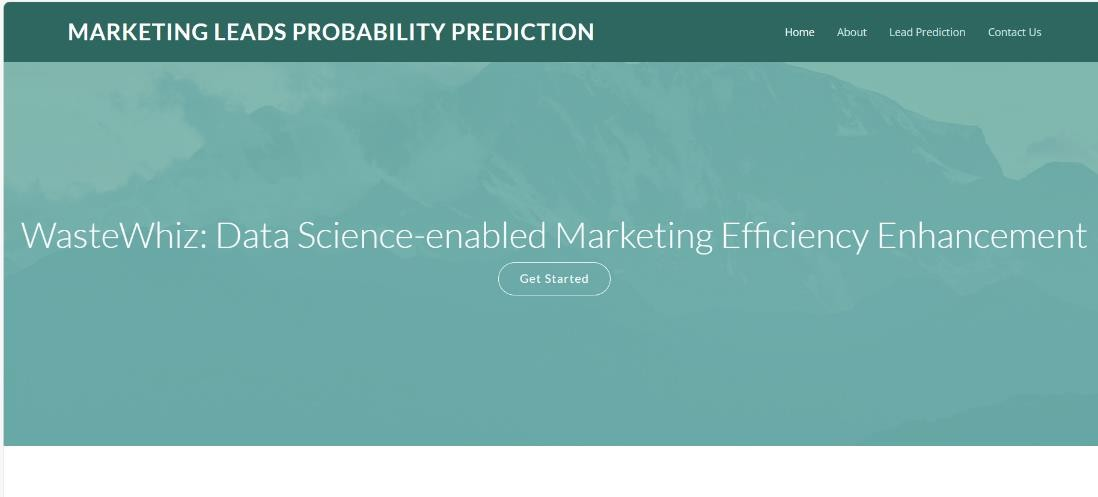 MARKETING LEADS PROBABILITY PREDICTION
Home About Lead Prediction Contact Us
WasteWhiz: Data Science-enabled Marketing Efficiency Enhancement
Get Started